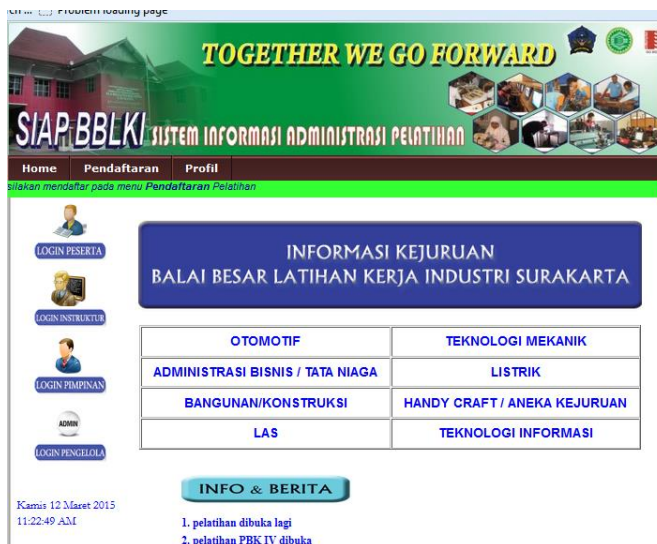 Problem loading page
TOGETHER WE GO FORWARD
SIAP BBLKI SISTEM INFORMASI ADMINISTRASI PELATIHAN
Home Pendaftaran Profil
silakan mendaftar pada menu Pendaftaran Pelatihan
LOGIN PESERTA
LOGIN INSTRUKTUR
LOGIN PIMPINAN
ADMIN
LOGIN PENGELOLA
Kamis 12 Maret 2015
11:22:49 AM
INFORMASI KEJURUAN
BALAI BESAR LATIHAN KERJA INDUSTRI SURAKARTA
OTOMOTIF TEKNOLOGI MEKANIK
ADMINISTRASI BISNIS / TATA NIAGA LISTRIK
BANGUNAN/KONSTRUKSI HANDY CRAFT / ANEKA KEJURUAN
LAS TEKNOLOGI INFORMASI
INFO & BERITA
1. pelatihan dibuka lagi
2. pelatihan PBK IV dibuka